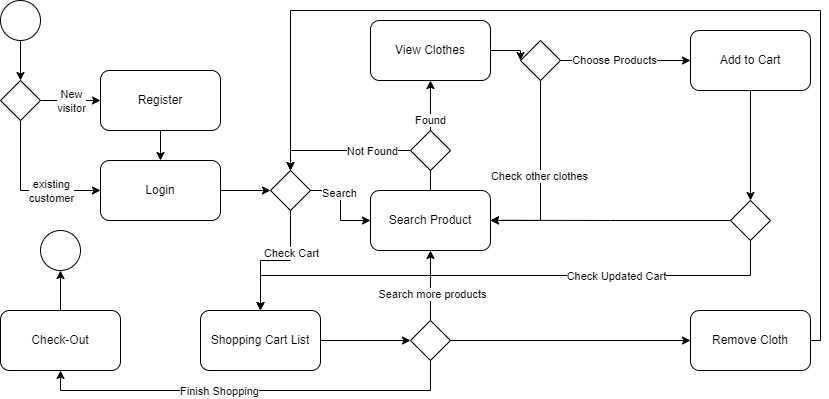 View Clothes
Choose Products
Add to Cart
New
visitor
Register
Found
Not Found
Check other clothes
existing
customer
Login
Search
Search Product
Check Cart
Check Updated Cart
Search more products
Check-Out
Shopping Cart List
Remove Cloth
Finish Shopping